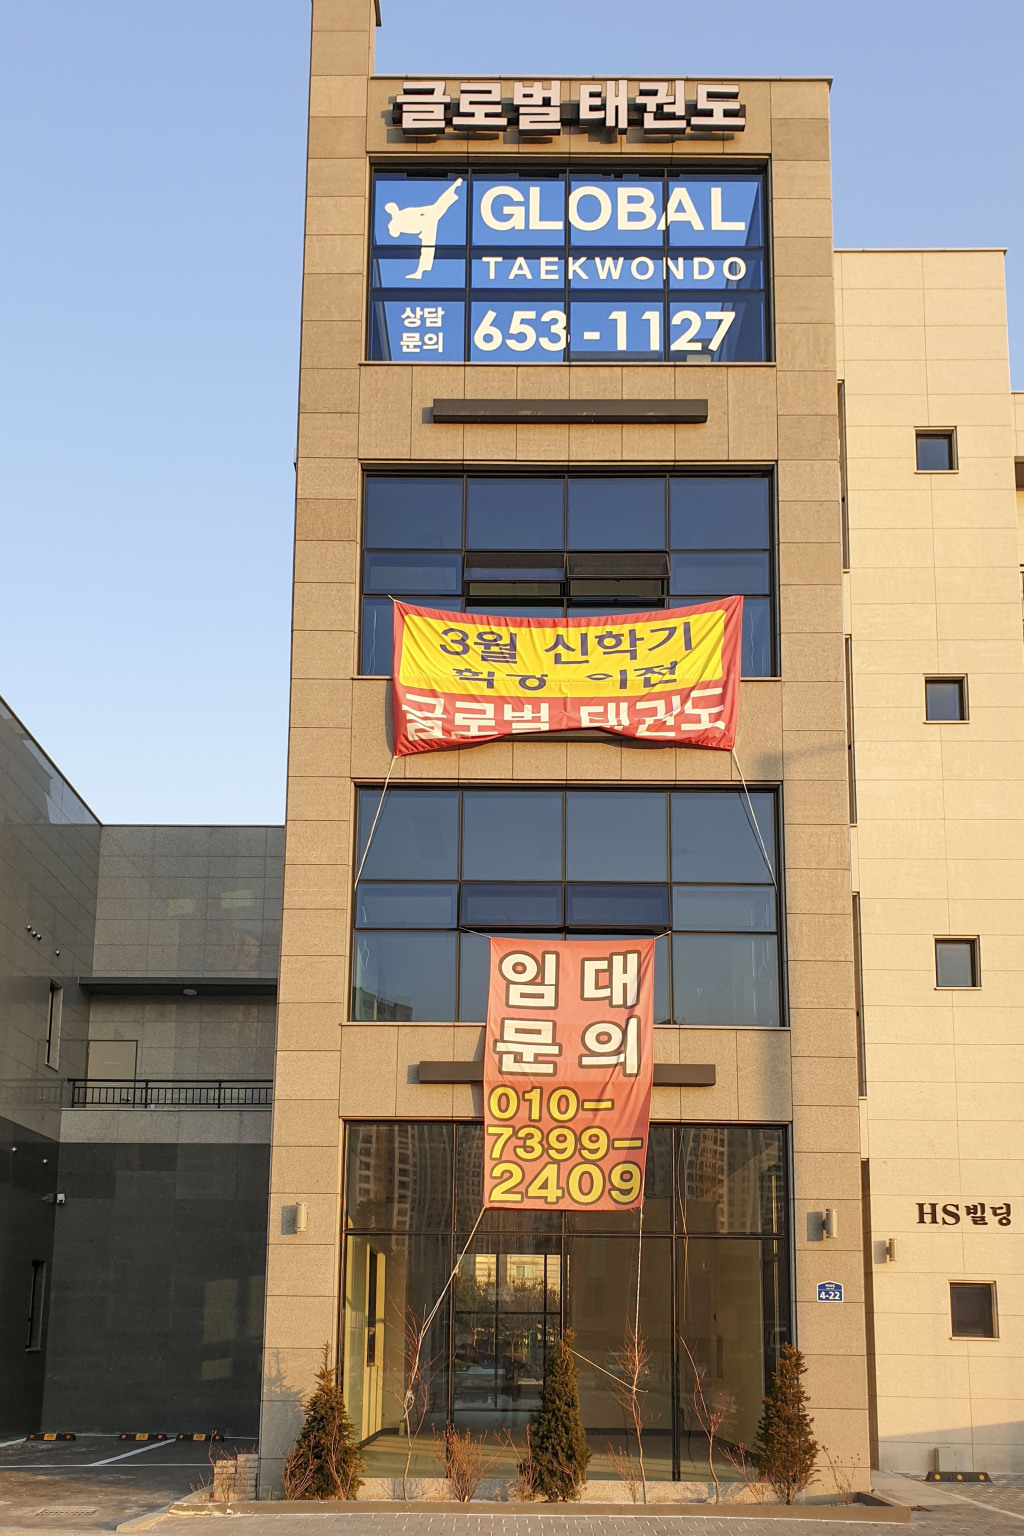 글로벌 태권도
GLOBAL
TAEKWONDO
상담
문의
653-1127
3월 신학기
확장 이전
글로벌 태권도
임대
문의
010-
7399-
2409
HS빌딩
4-22